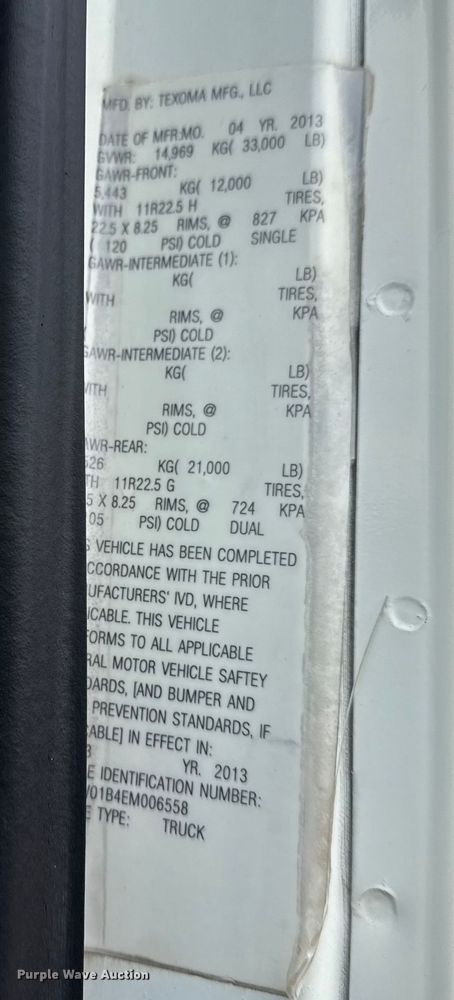 MFD. BY: TEXOMA MFG., LLC
DATE OF MFR:MO. 04 YR. 2013
GVWR: 14,969 KG( 33,000 LB)
GAWR-FRONT:
5,443 KG( 12,000 LB)
WITH 11R22.5 H TIRES,
22.5 X 8.25 RIMS, @ 827 KPA
( 120 PSI) COLD SINGLE
GAWR-INTERMEDIATE (1):
KG( LB)
WITH TIRES,
RIMS, @ KPA
PSI) COLD
GAWR-INTERMEDIATE (2):
KG( LB)
WITH TIRES,
RIMS, @ KPA
PSI) COLD
AWR-REAR:
526 KG( 21,000 LB)
TH 11R22.5 G TIRES,
5 X 8.25 RIMS, @ 724 KPA
05 PSI) COLD DUAL
S VEHICLE HAS BEEN COMPLETED
CCORDANCE WITH THE PRIOR
UFACTURERS' IVD, WHERE
ICABLE. THIS VEHICLE
FORMS TO ALL APPLICABLE
RAL MOTOR VEHICLE SAFTEY
DARDS, [AND BUMPER AND
PREVENTION STANDARDS, IF
CABLE] IN EFFECT IN:
3 YR. 2013
E IDENTIFICATION NUMBER:
V01B4EM006558
E TYPE: TRUCK
Purple Wave Auction